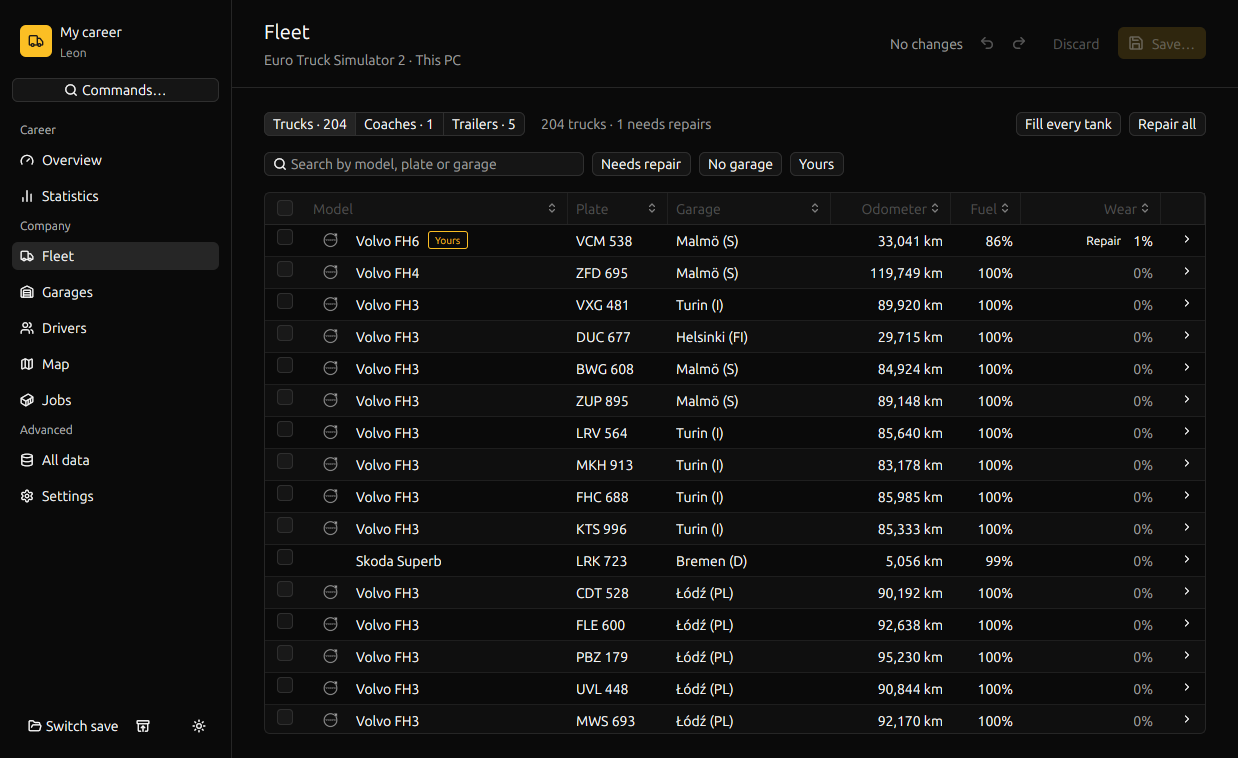 My career
Leon
Commands…
Career
Overview
Statistics
Company
Fleet
Garages
Drivers
Map
Jobs
Advanced
All data
Settings
Switch save
Fleet
Euro Truck Simulator 2 · This PC
No changes Discard Save…
Trucks · 204 Coaches · 1 Trailers · 5 204 trucks · 1 needs repairs Fill every tank Repair all
Search by model, plate or garage Needs repair No garage Yours
Model Plate Garage Odometer Fuel Wear
Volvo FH6 Yours VCM 538 Malmö (S) 33,041 km 86% Repair 1%
Volvo FH4 ZFD 695 Malmö (S) 119,749 km 100% 0%
Volvo FH3 VXG 481 Turin (I) 89,920 km 100% 0%
Volvo FH3 DUC 677 Helsinki (FI) 29,715 km 100% 0%
Volvo FH3 BWG 608 Malmö (S) 84,924 km 100% 0%
Volvo FH3 ZUP 895 Malmö (S) 89,148 km 100% 0%
Volvo FH3 LRV 564 Turin (I) 85,640 km 100% 0%
Volvo FH3 MKH 913 Turin (I) 83,178 km 100% 0%
Volvo FH3 FHC 688 Turin (I) 85,985 km 100% 0%
Volvo FH3 KTS 996 Turin (I) 85,333 km 100% 0%
Skoda Superb LRK 723 Bremen (D) 5,056 km 99% 0%
Volvo FH3 CDT 528 Łódź (PL) 90,192 km 100% 0%
Volvo FH3 FLE 600 Łódź (PL) 92,638 km 100% 0%
Volvo FH3 PBZ 179 Łódź (PL) 95,230 km 100% 0%
Volvo FH3 UVL 448 Łódź (PL) 90,844 km 100% 0%
Volvo FH3 MWS 693 Łódź (PL) 92,170 km 100% 0%